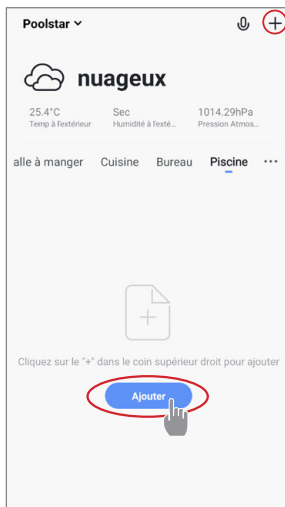 Poolstar
nuageux
25.4°C Sec 1014.29hPa
Temp à l'extérieur Humidité à l'exté... Pression Atmos...
alle à manger Cuisine Bureau Piscine ...
Cliquez sur le "+" dans le coin supérieur droit pour ajouter
Ajouter